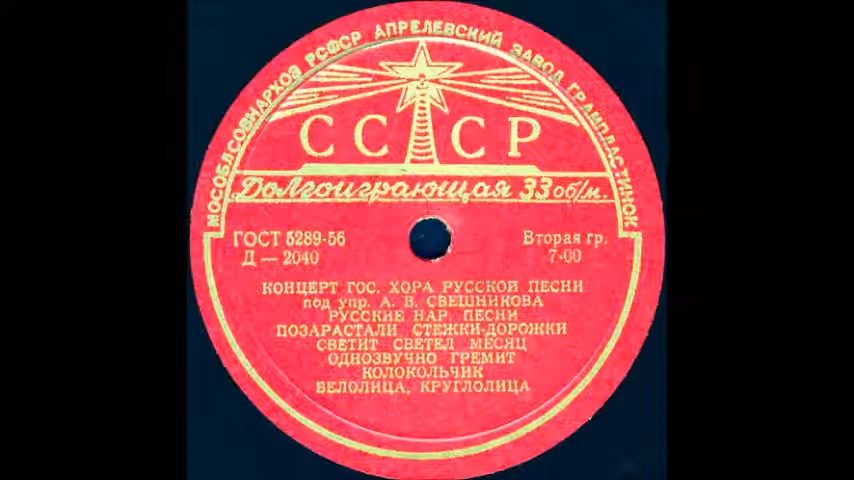 МОСОБЛСОВНАРХОЗ РСФСР АПРЕЛЕВСКИЙ ЗАВОД ГРАМПЛАСТИНОК
СССР
Долгоиграющая 33 об/м.
ГОСТ 5289-56
Д — 2040
Вторая гр.
7-00
КОНЦЕРТ ГОС. ХОРА РУССКОЙ ПЕСНИ
под упр. А. В. СВЕШНИКОВА
РУССКИЕ НАР. ПЕСНИ
ПОЗАРАСТАЛИ СТЕЖКИ-ДОРОЖКИ
СВЕТИТ СВЕТЕЛ МЕСЯЦ
ОДНОЗВУЧНО ГРЕМИТ
КОЛОКОЛЬЧИК
БЕЛОЛИЦА, КРУГЛОЛИЦА